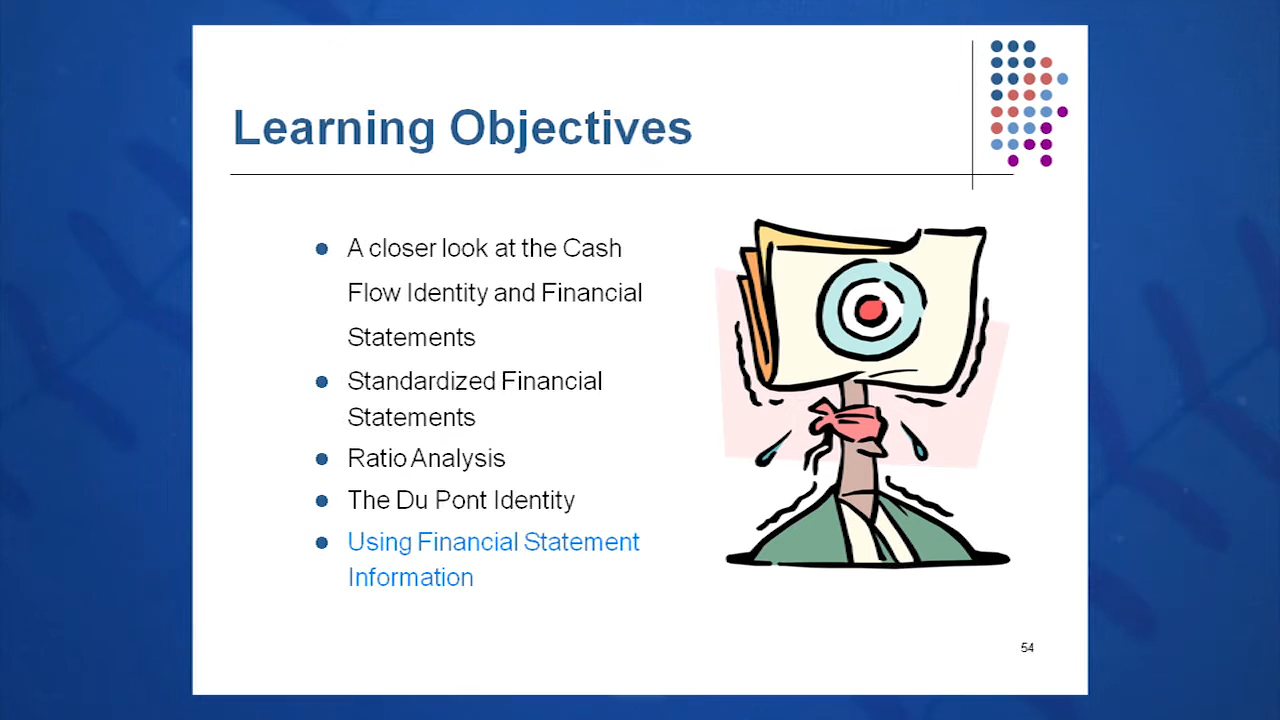 Learning Objectives
A closer look at the Cash
Flow Identity and Financial
Statements
Standardized Financial
Statements
Ratio Analysis
The Du Pont Identity
Using Financial Statement
Information
54